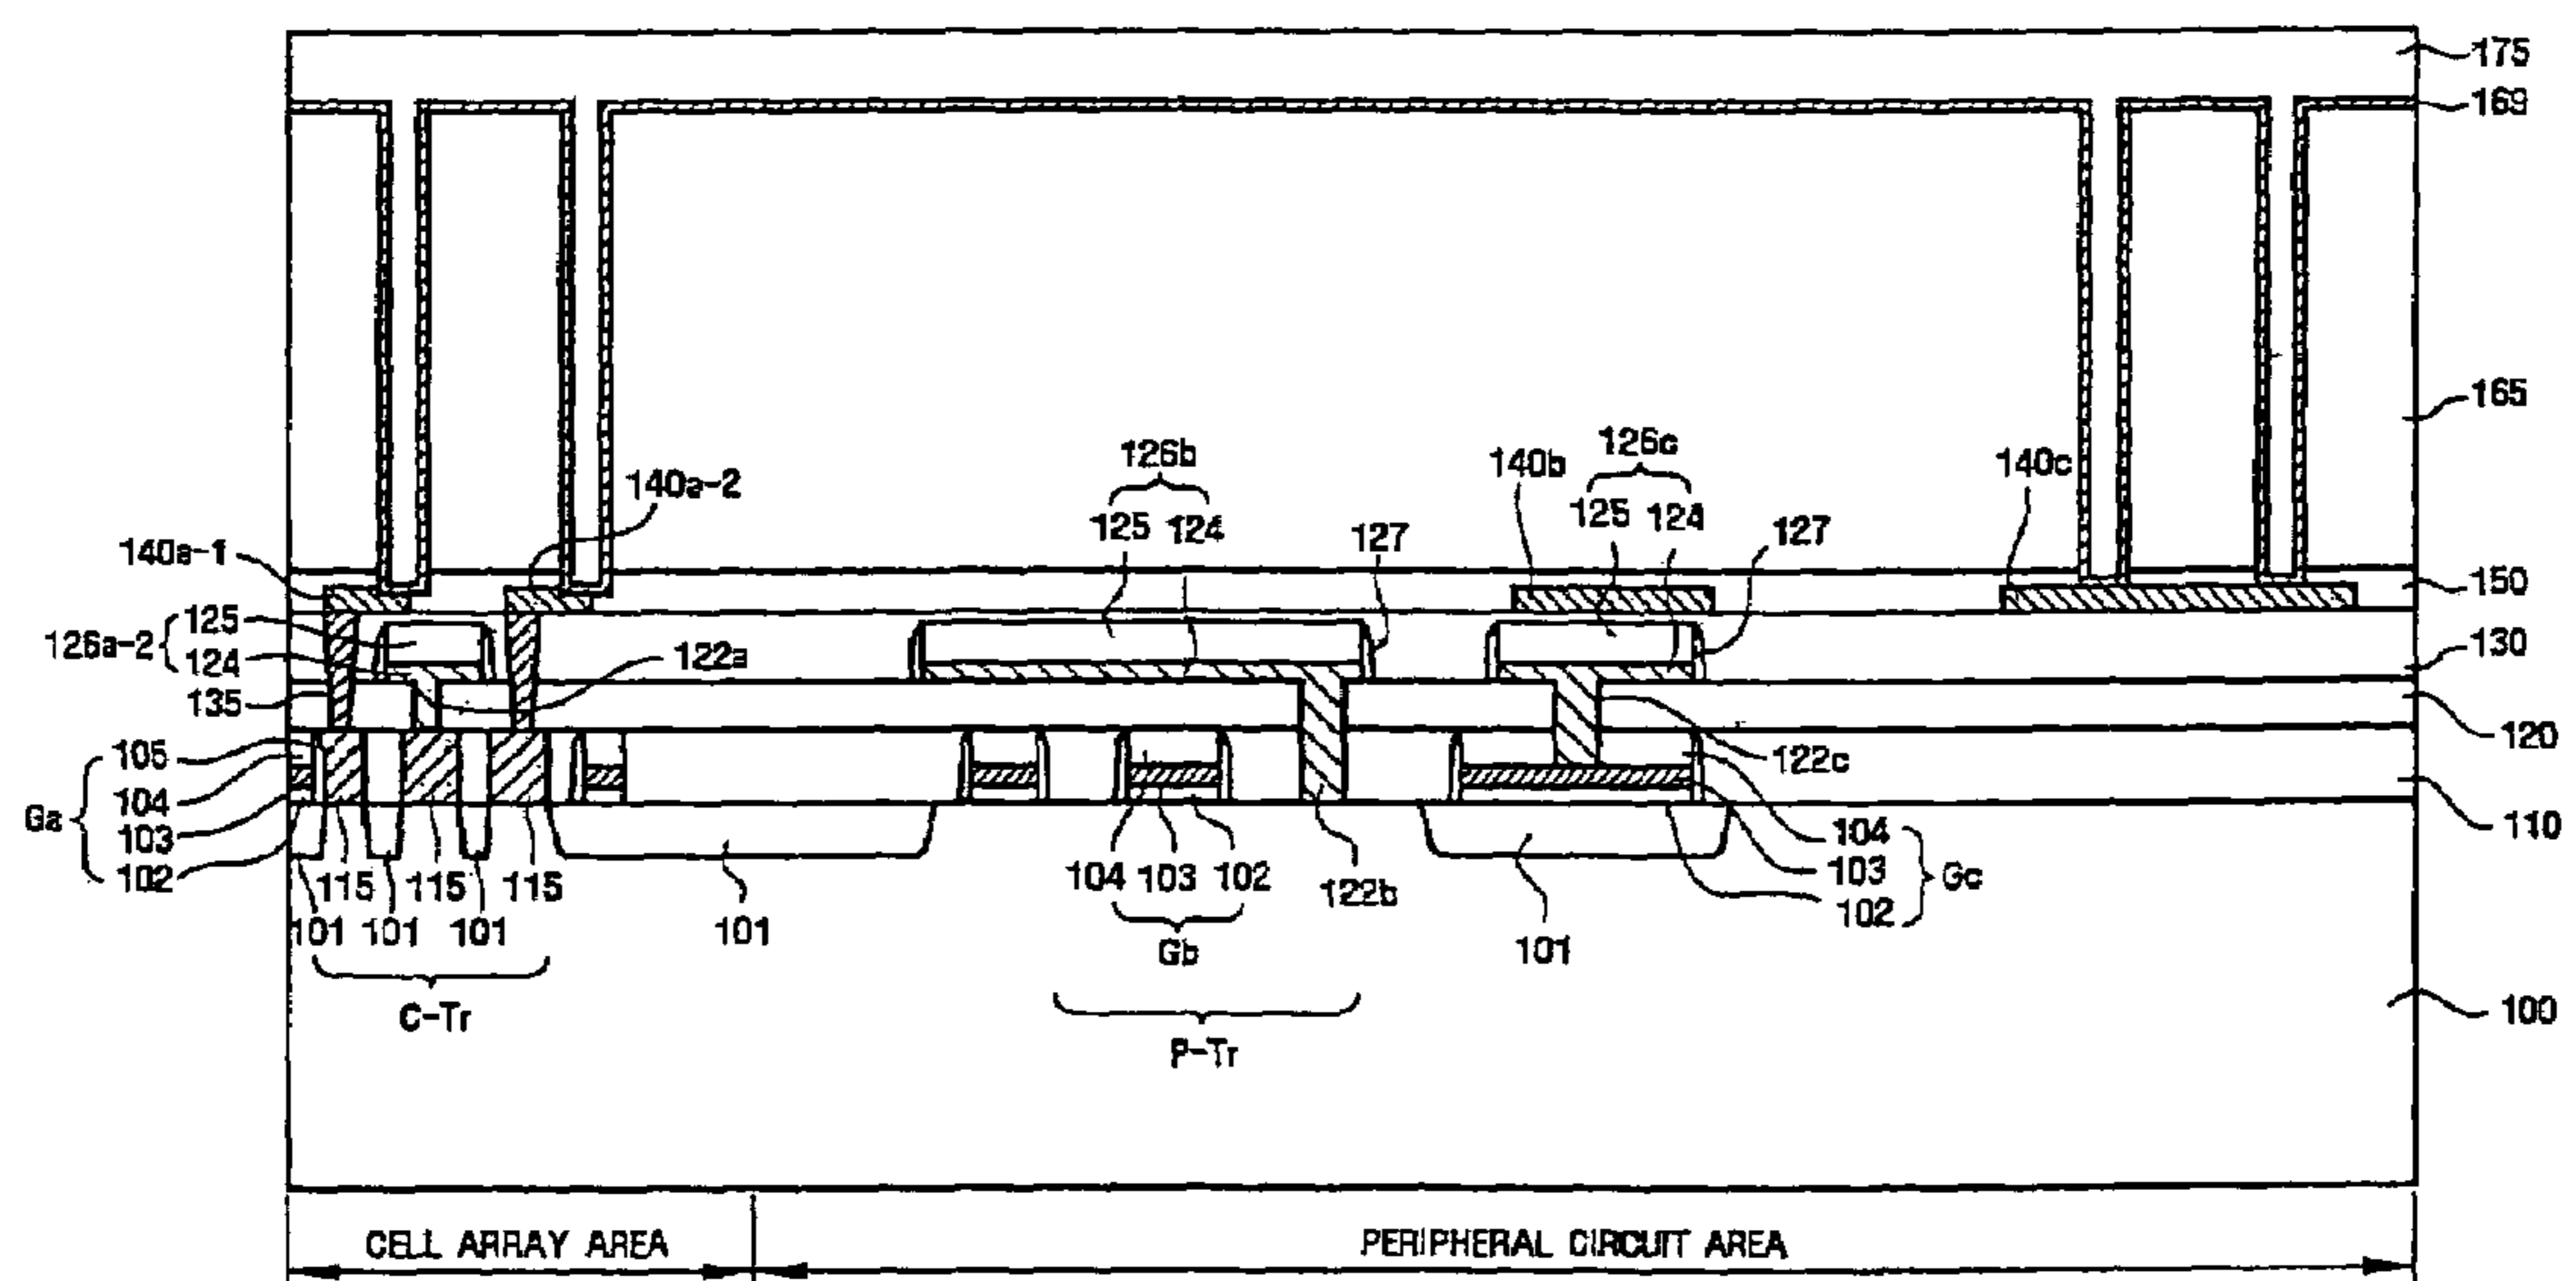 175
169
165
126b
125 124
140b
126c
125 124
140c
140a-2
127
127
140a-1
150
126a-2 { 125
124
122a
130
135
120
122c
Ga { 105
104
103
102
110
104
103
102
Gc
115 115 115
101 101 101
101
104 103 102
Gb
122b
101
C-Tr
P-Tr
100
CELL ARRAY AREA
PERIPHERAL CIRCUIT AREA